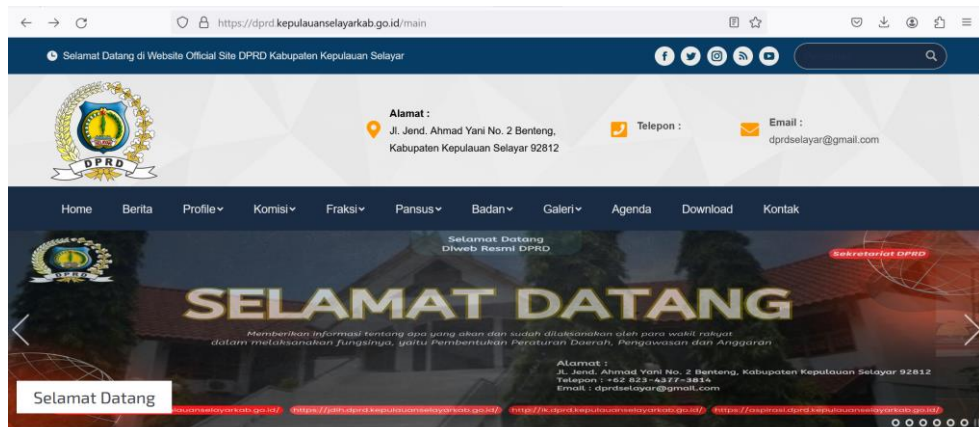 https://dprd.kepulauanselayarkab.go.id/main
Selamat Datang di Website Official Site DPRD Kabupaten Kepulauan Selayar
DPRD
Alamat :
Jl. Jend. Ahmad Yani No. 2 Benteng,
Kabupaten Kepulauan Selayar 92812
Telepon :
Email :
dprdselayar@gmail.com
Home Berita Profile Komisi Fraksi Pansus Badan Galeri Agenda Download Kontak
Selamat Datang
Diweb Resmi DPRD
Sekretariat DPRD
DPRD
SELAMAT DATANG
Memberikan informasi tentang apa yang akan dan sudah dilaksanakan oleh para wakil rakyat
dalam melaksanakan fungsinya, yaitu Pembentukan Peraturan Daerah, Pengawasan dan Anggaran
Alamat :
JL. Jend. Ahmad Yani No. 2 Benteng, Kabupaten Kepulauan Selayar 92812
Telepon : +62 823-4377-3814
Email : dprdselayar@gmail.com
Selamat Datang
https://jdih.dprd.kepulauanselayarkab.go.id/ https://aspirasi.dprd.kepulauanselayarkab.go.id/